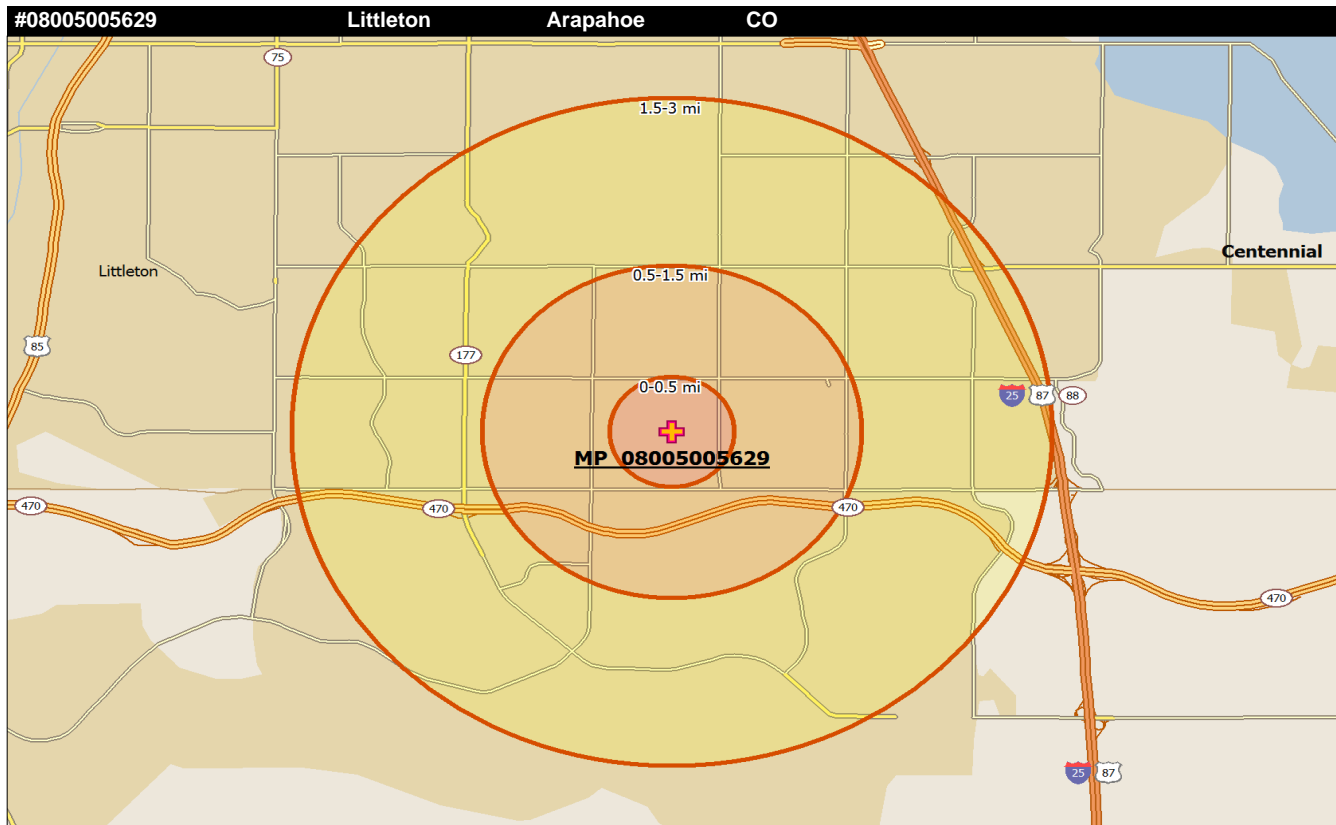 #08005005629 Littleton Arapahoe CO
75
1.5-3 mi
Centennial
Littleton
0.5-1.5 mi
85
177
0-0.5 mi
25 87 88
MP 08005005629
470
470
470
470
25 87